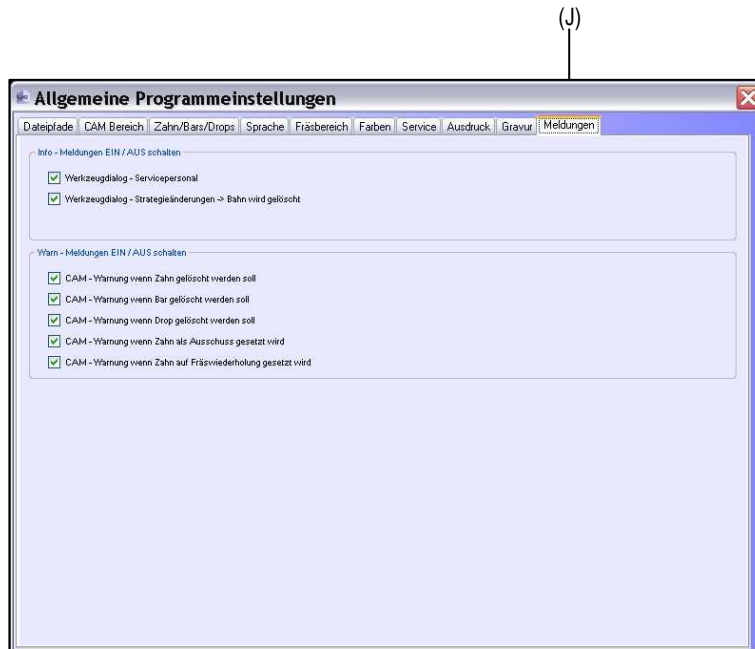 (J)
Allgemeine Programmeinstellungen
Dateipfade CAM Bereich Zahn/Bars/Drops Sprache Fräsbereich Farben Service Ausdruck Gravur Meldungen
Info - Meldungen EIN / AUS schalten
Werkzeugdialog - Servicepersonal
Werkzeugdialog - Strategieänderungen -> Bahn wird gelöscht
Warn - Meldungen EIN / AUS schalten
CAM - Warnung wenn Zahn gelöscht werden soll
CAM - Warnung wenn Bar gelöscht werden soll
CAM - Warnung wenn Drop gelöscht werden soll
CAM - Warnung wenn Zahn als Ausschuss gesetzt wird
CAM - Warnung wenn Zahn auf Fräswiederholung gesetzt wird